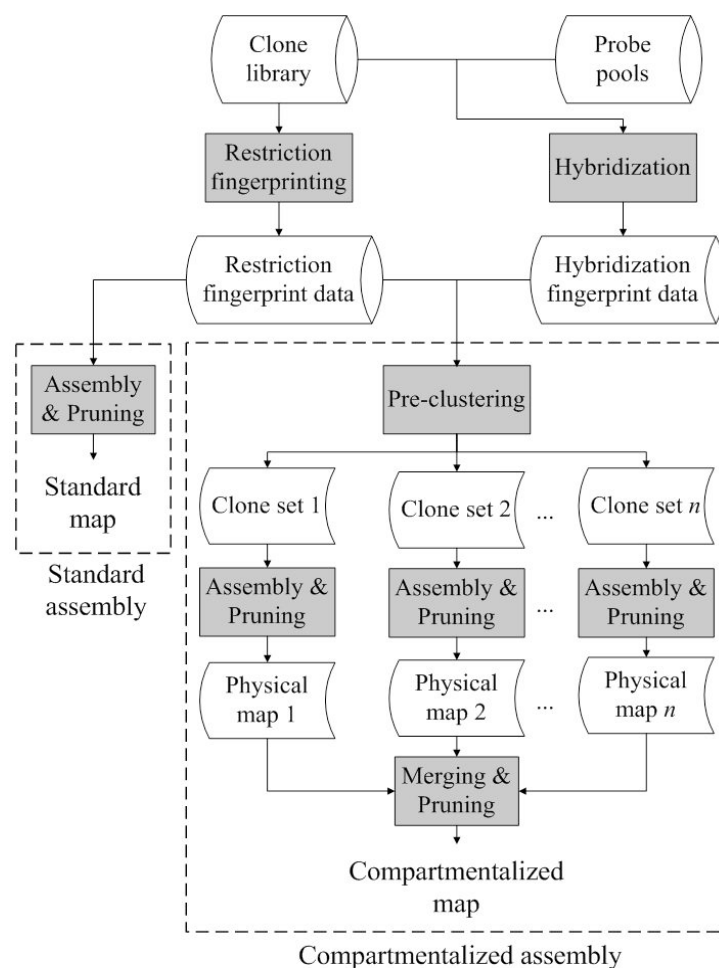 Clone
library
Probe
pools
Restriction
fingerprinting
Hybridization
Restriction
fingerprint data
Hybridization
fingerprint data
Assembly
& Pruning
Standard
map
Standard
assembly
Pre-clustering
Clone set 1
Clone set 2
...
Clone set n
Assembly &
Pruning
Assembly &
Pruning
...
Assembly &
Pruning
Physical
map 1
Physical
map 2
...
Physical
map n
Merging &
Pruning
Compartmentalized
map
Compartmentalized assembly